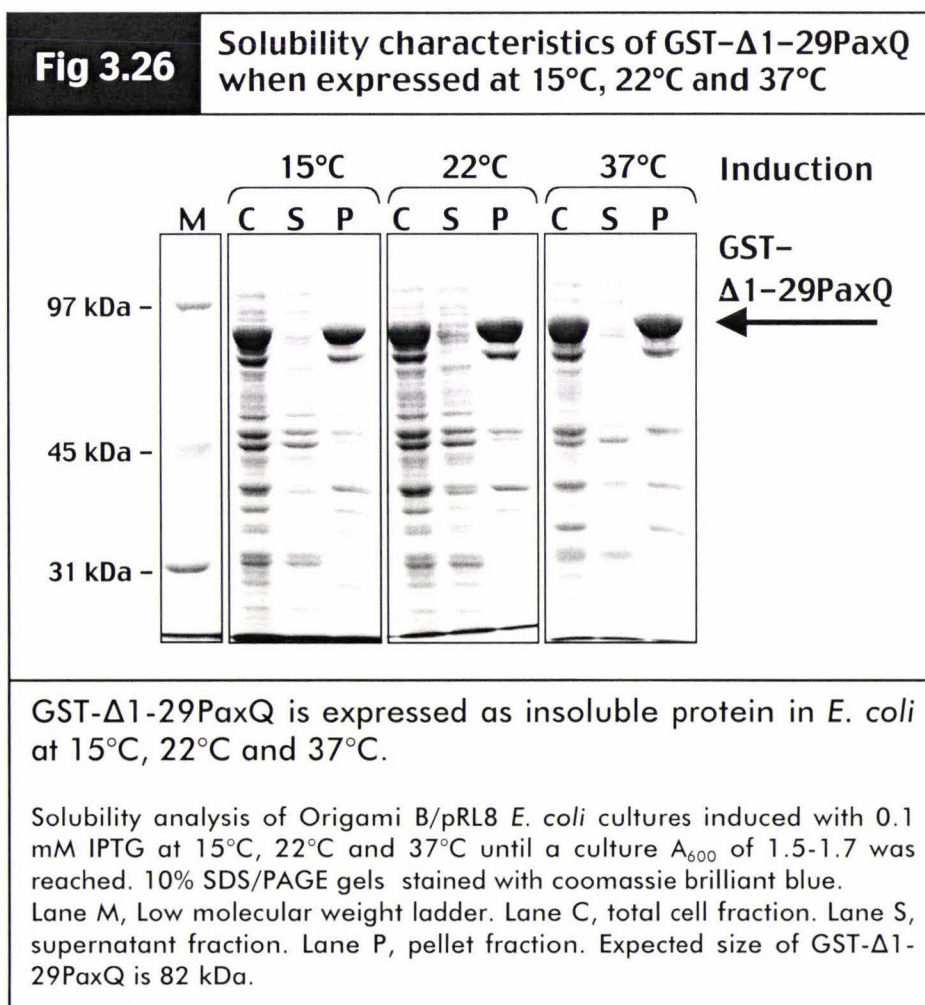 Fig 3.26
Solubility characteristics of GST-Δ1-29PaxQ
when expressed at 15°C, 22°C and 37°C
15°C 22°C 37°C Induction
M C S P C S P C S P
GST-
Δ1-29PaxQ
97 kDa -
45 kDa -
31 kDa -
GST-Δ1-29PaxQ is expressed as insoluble protein in E. coli
at 15°C, 22°C and 37°C.
Solubility analysis of Origami B/pRL8 E. coli cultures induced with 0.1
mM IPTG at 15°C, 22°C and 37°C until a culture A₆₀₀ of 1.5-1.7 was
reached. 10% SDS/PAGE gels stained with coomassie brilliant blue.
Lane M, Low molecular weight ladder. Lane C, total cell fraction. Lane S,
supernatant fraction. Lane P, pellet fraction. Expected size of GST-Δ1-
29PaxQ is 82 kDa.